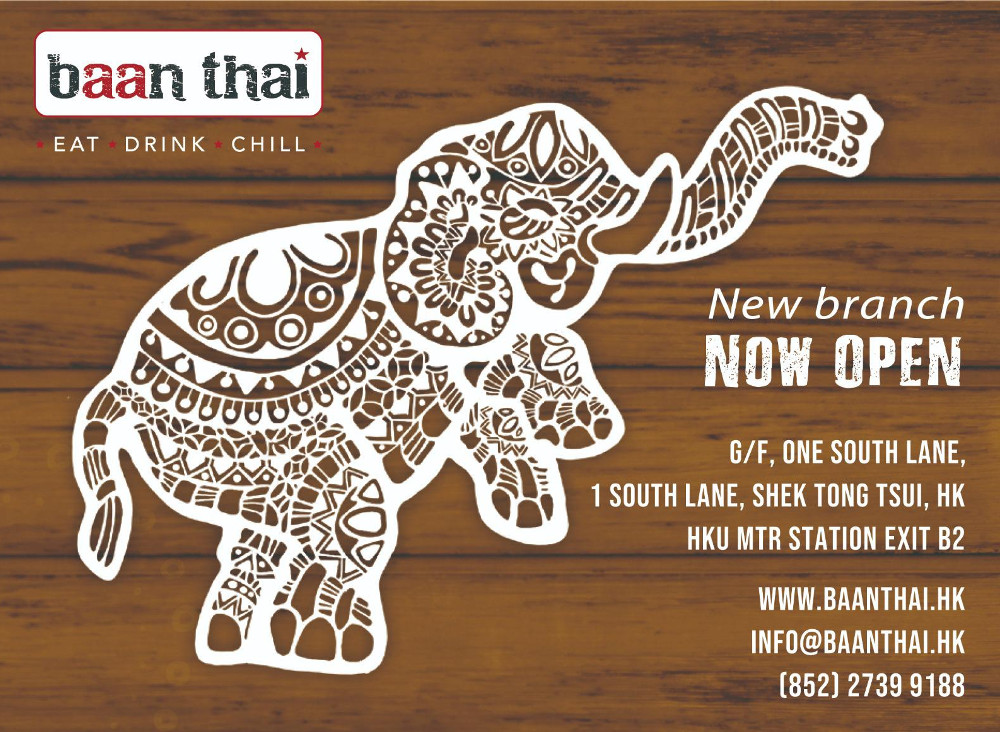 baan thai
EAT ★ DRINK ★ CHILL
New branch
NOW OPEN
G/F, ONE SOUTH LANE,
1 SOUTH LANE, SHEK TONG TSUI, HK
HKU MTR STATION EXIT B2
WWW.BAANTHAI.HK
INFO@BAANTHAI.HK
(852) 2739 9188